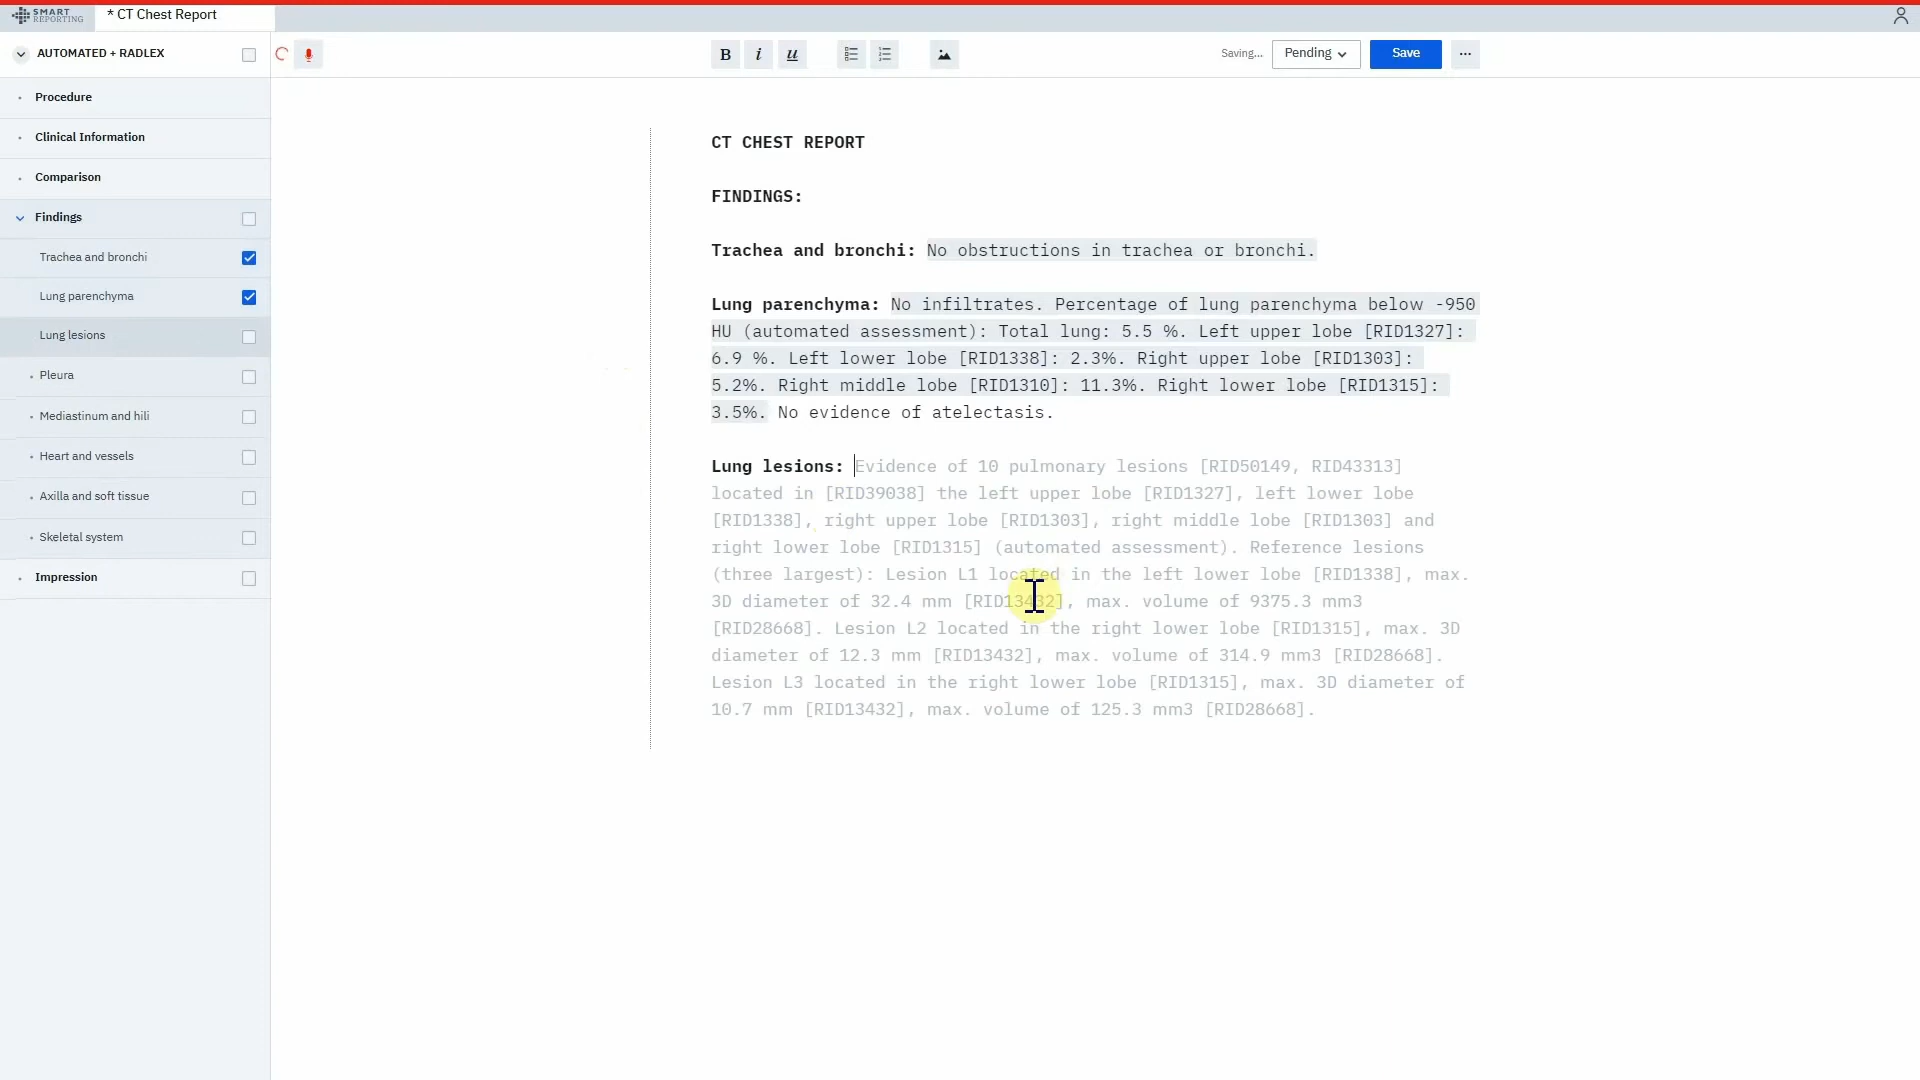 SMART
REPORTING
* CT Chest Report
AUTOMATED + RADLEX
B i u
Saving...
Pending
Save
...
Procedure
Clinical Information
Comparison
Findings
Trachea and bronchi
Lung parenchyma
Lung lesions
Pleura
Mediastinum and hili
Heart and vessels
Axilla and soft tissue
Skeletal system
Impression
CT CHEST REPORT
FINDINGS:
Trachea and bronchi: No obstructions in trachea or bronchi.
Lung parenchyma: No infiltrates. Percentage of lung parenchyma below -950
HU (automated assessment): Total lung: 5.5 %. Left upper lobe [RID1327]:
6.9 %. Left lower lobe [RID1338]: 2.3%. Right upper lobe [RID1303]:
5.2%. Right middle lobe [RID1310]: 11.3%. Right lower lobe [RID1315]:
3.5%. No evidence of atelectasis.
Lung lesions: Evidence of 10 pulmonary lesions [RID50149, RID43313]
located in [RID39038] the left upper lobe [RID1327], left lower lobe
[RID1338], right upper lobe [RID1303], right middle lobe [RID1303] and
right lower lobe [RID1315] (automated assessment). Reference lesions
(three largest): Lesion L1 located in the left lower lobe [RID1338], max.
3D diameter of 32.4 mm [RID13432], max. volume of 9375.3 mm3
[RID28668]. Lesion L2 located in the right lower lobe [RID1315], max. 3D
diameter of 12.3 mm [RID13432], max. volume of 314.9 mm3 [RID28668].
Lesion L3 located in the right lower lobe [RID1315], max. 3D diameter of
10.7 mm [RID13432], max. volume of 125.3 mm3 [RID28668].